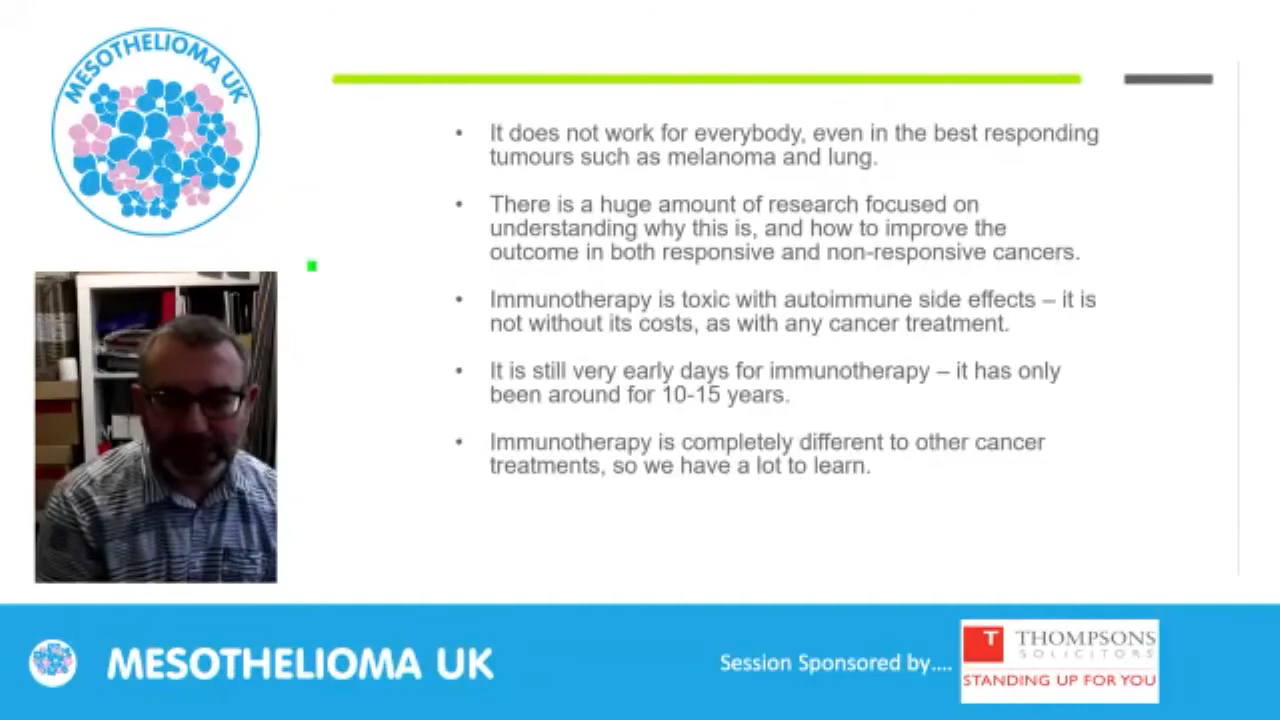 MESOTHELIOMA UK
• It does not work for everybody, even in the best responding
tumours such as melanoma and lung.
• There is a huge amount of research focused on
understanding why this is, and how to improve the
outcome in both responsive and non-responsive cancers.
• Immunotherapy is toxic with autoimmune side effects – it is
not without its costs, as with any cancer treatment.
• It is still very early days for immunotherapy – it has only
been around for 10-15 years.
• Immunotherapy is completely different to other cancer
treatments, so we have a lot to learn.
MESOTHELIOMA UK
Session Sponsored by....
T THOMPSONS
SOLICITORS
STANDING UP FOR YOU